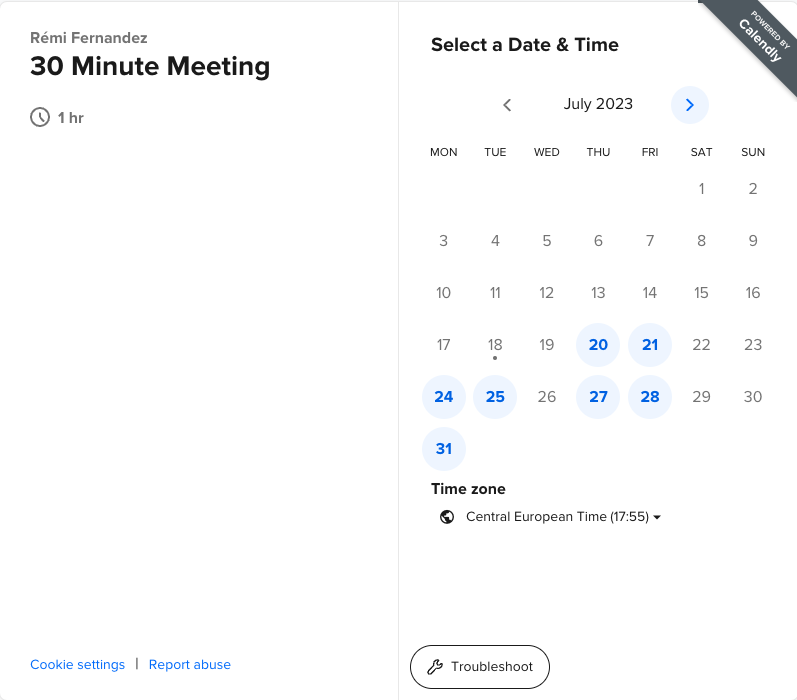 Rémi Fernandez
30 Minute Meeting
1 hr
Cookie settings | Report abuse
Select a Date & Time
POWERED BY
Calendly
July 2023
MON TUE WED THU FRI SAT SUN
1 2
3 4 5 6 7 8 9
10 11 12 13 14 15 16
17 18 19 20 21 22 23
24 25 26 27 28 29 30
31
Time zone
Central European Time (17:55)
Troubleshoot